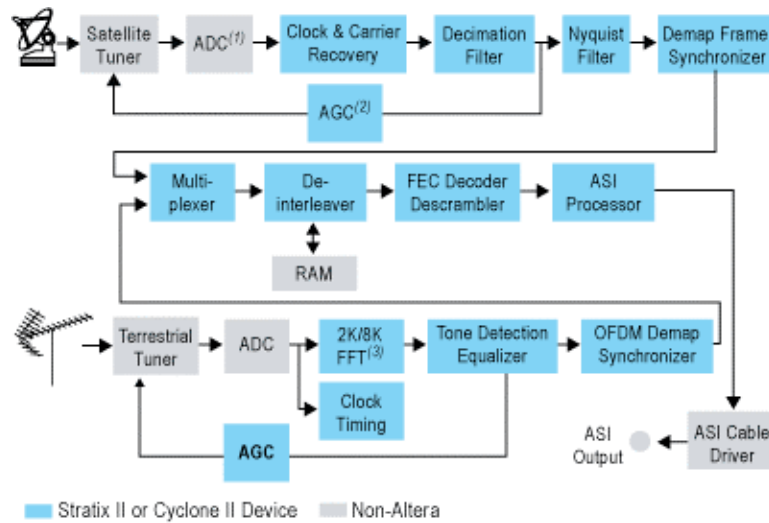 Satellite
Tuner
ADC(1)
Clock & Carrier
Recovery
Decimation
Filter
Nyquist
Filter
Demap Frame
Synchronizer
AGC(2)
Multi-
plexer
De-
interleaver
FEC Decoder
Descrambler
ASI
Processor
RAM
Terrestrial
Tuner
ADC
2K/8K
FFT(3)
Tone Detection
Equalizer
OFDM Demap
Synchronizer
Clock
Timing
AGC
ASI
Output
ASI Cable
Driver
Stratix II or Cyclone II Device
Non-Altera